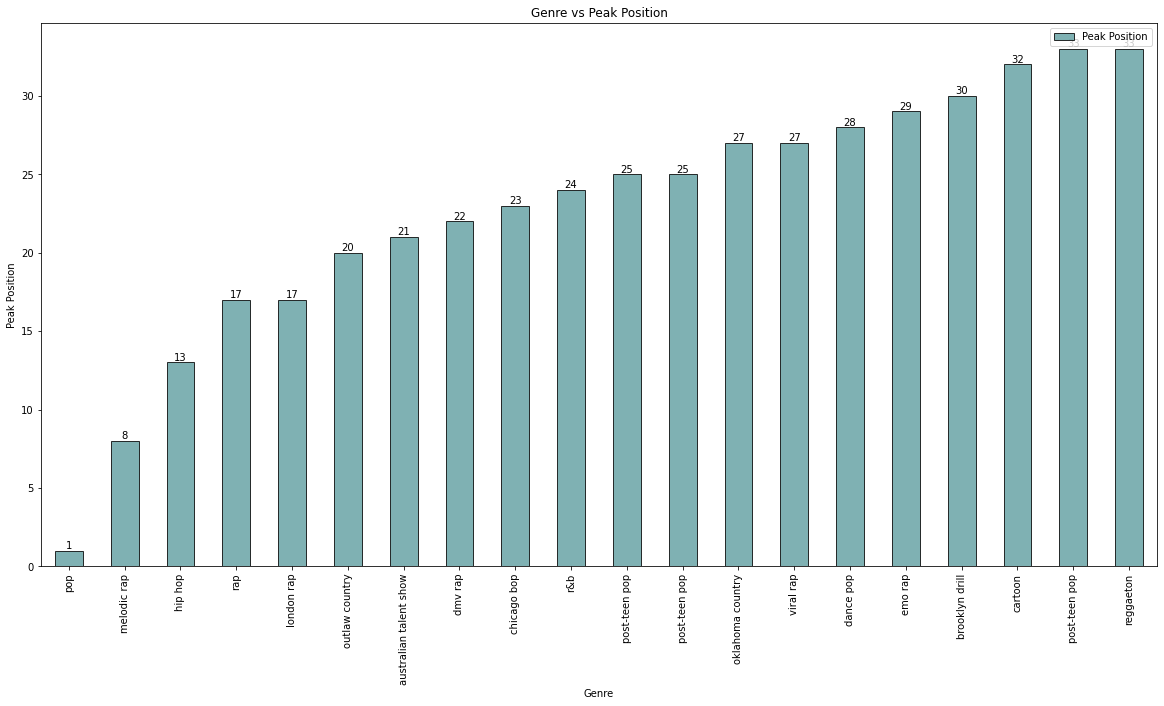 Genre vs Peak Position
Peak Position
33
33
32
30
29
28
27
27
25
25
24
23
22
21
20
17
17
13
8
1
30
25
20
15
10
5
0
Peak Position
pop
melodic rap
hip hop
rap
london rap
outlaw country
australian talent show
dmv rap
chicago bop
r&b
post-teen pop
post-teen pop
oklahoma country
viral rap
dance pop
emo rap
brooklyn drill
cartoon
post-teen pop
reggaeton
Genre